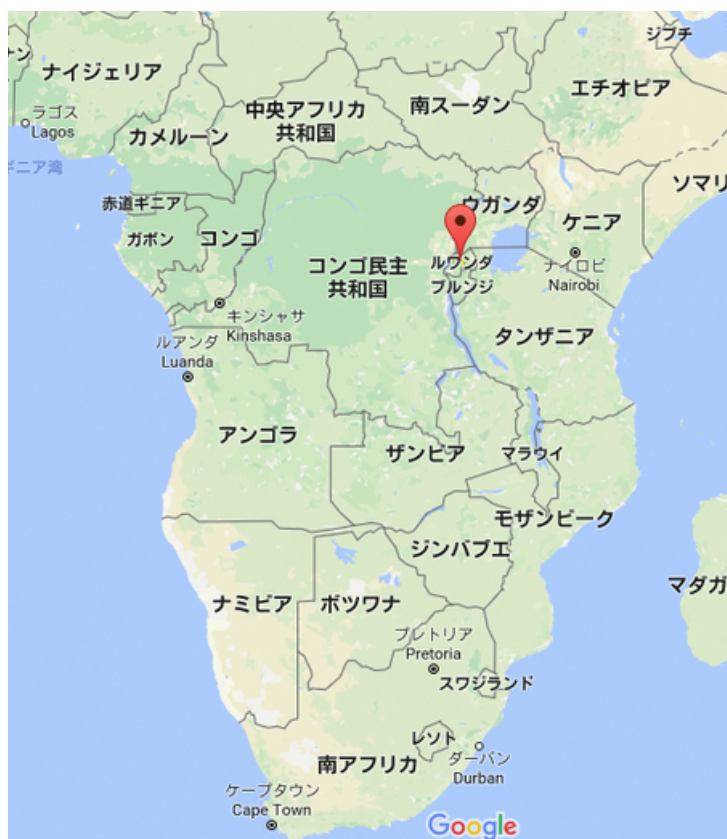 ジブチ
ナン
ナイジェリア
エチオピア
中央アフリカ
共和国
南スーダン
ラゴス
Lagos
カメルーン
ギニア湾
ソマリ
赤道ギニア
ウガンダ
ケニア
ガボン
コンゴ
コンゴ民主
共和国
ルワンダ
ブルンジ
ナイロビ
Nairobi
キンシャサ
Kinshasa
タンザニア
ルアンダ
Luanda
アンゴラ
ザンビア
マラウイ
モザンビーク
ジンバブエ
マダガ
ナミビア
ボツワナ
プレトリア
Pretoria
スワジランド
レソト
南アフリカ
ダーバン
Durban
ケープタウン
Cape Town
Google